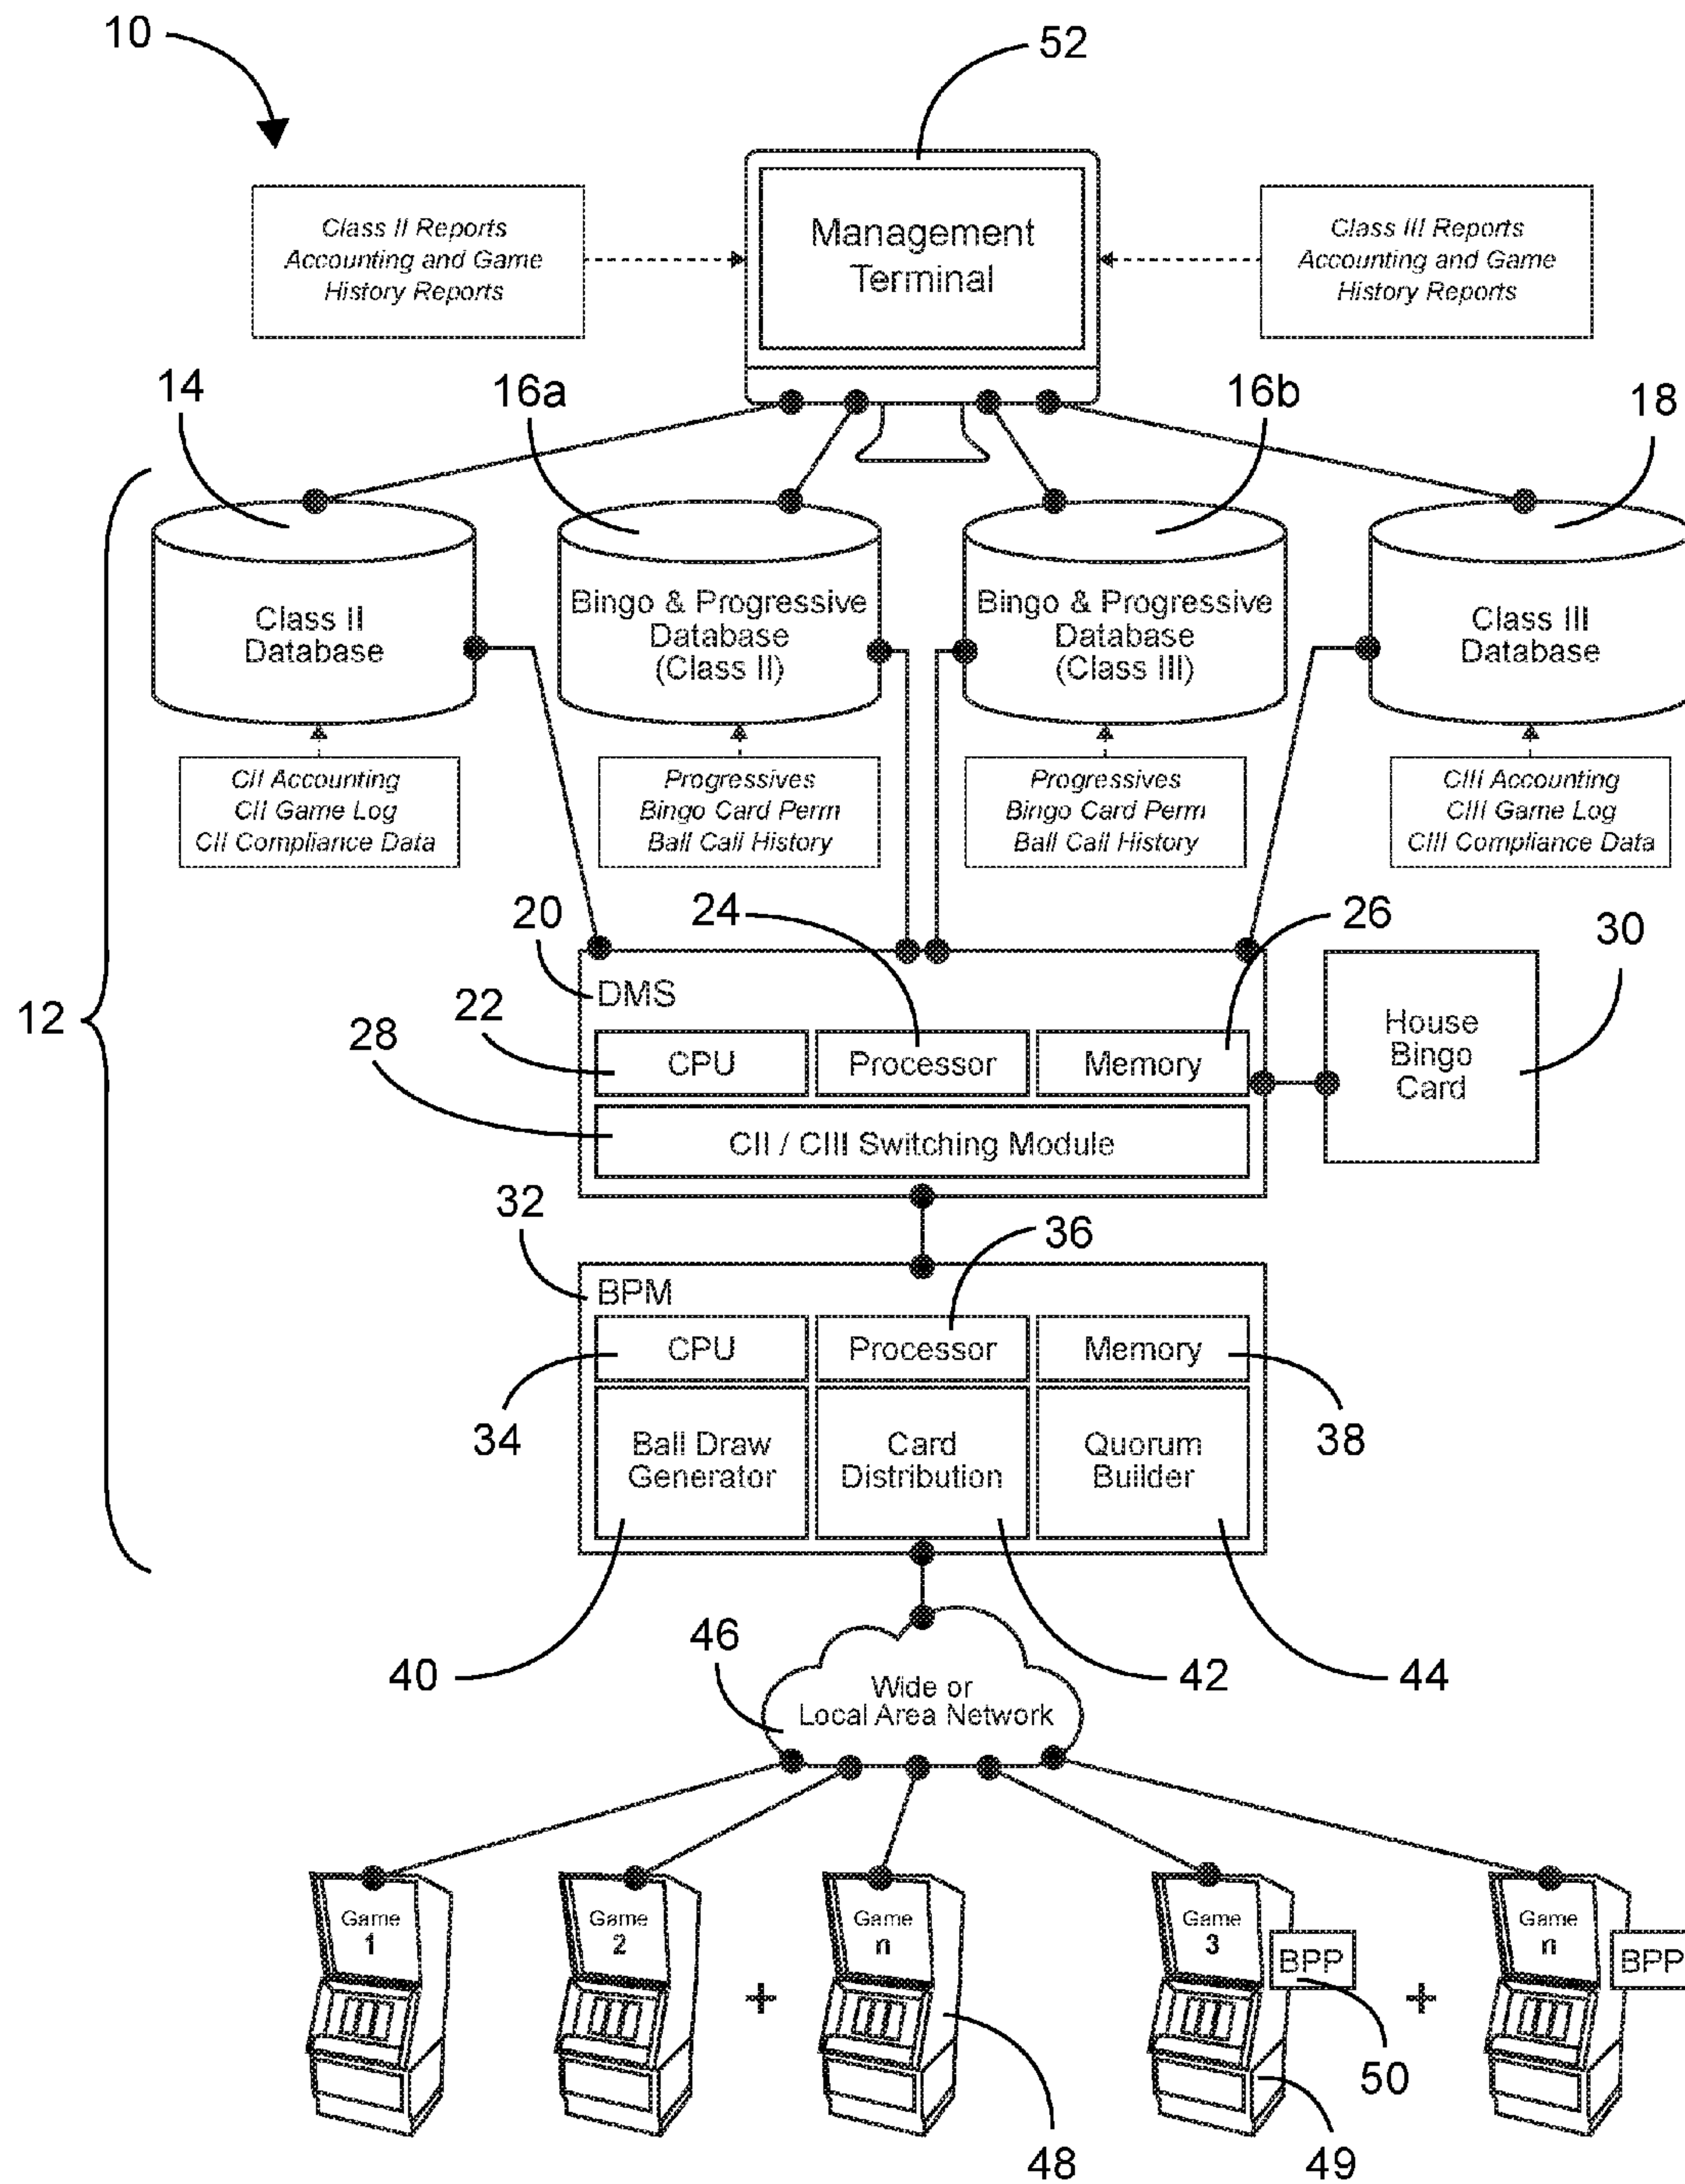 10
52
Management
Terminal
Class II Reports
Accounting and Game
History Reports
Class III Reports
Accounting and Game
History Reports
14
16a
16b
18
Class II
Database
Bingo & Progressive
Database
(Class II)
Bingo & Progressive
Database
(Class III)
Class III
Database
CII Accounting
CII Game Log
CII Compliance Data
Progressives
Bingo Card Perm
Ball Call History
Progressives
Bingo Card Perm
Ball Call History
CIII Accounting
CIII Game Log
CIII Compliance Data
12
20
24
26
30
DMS
22
28
CPU
Processor
Memory
CII / CIII Switching Module
House
Bingo
Card
32
36
BPM
CPU
Processor
Memory
34
38
Ball Draw
Generator
Card
Distribution
Quorum
Builder
40
46
42
44
Wide or
Local Area Network
Game
1
Game
2
+
Game
n
Game
3
BPP
+
Game
n
BPP
50
48
49